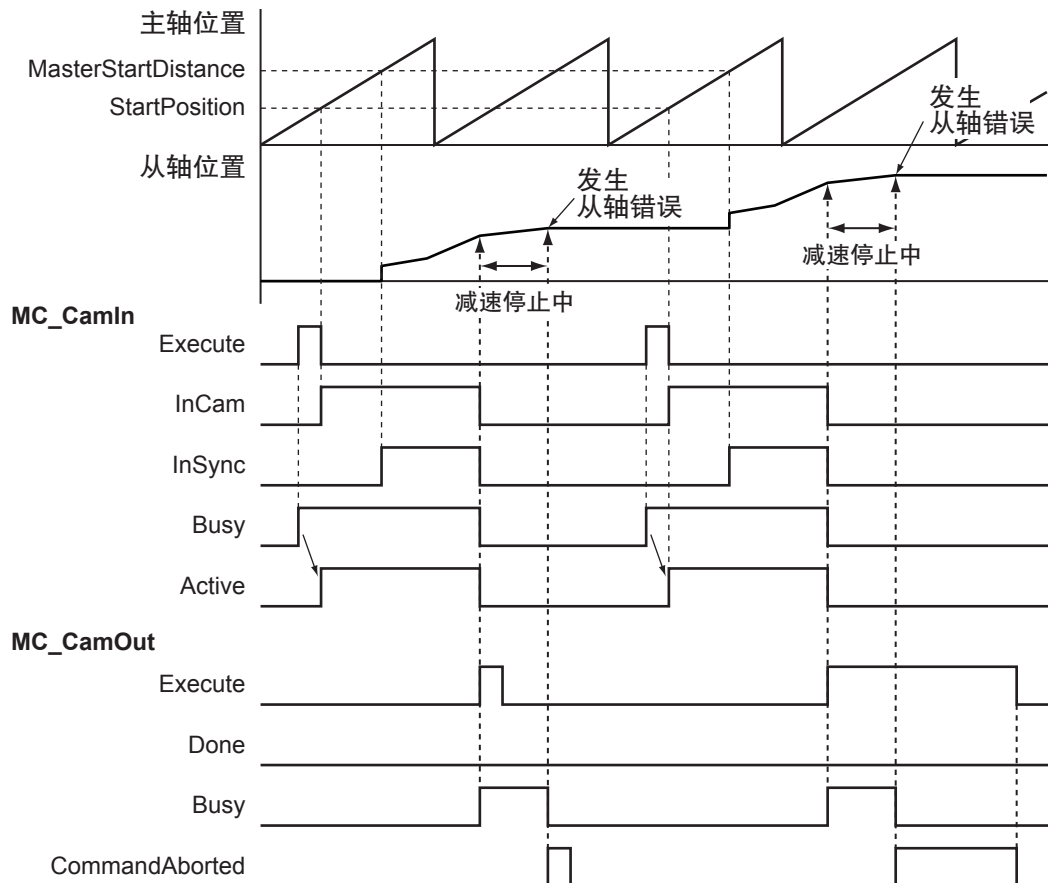 主轴位置
MasterStartDistance
StartPosition
发生
从轴错误
从轴位置
发生
从轴错误
减速停止中
减速停止中
MC_CamIn
Execute
InCam
InSync
Busy
Active
MC_CamOut
Execute
Done
Busy
CommandAborted